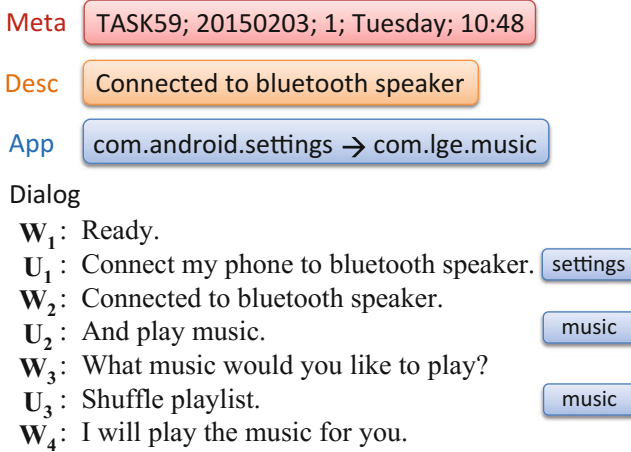 Meta TASK59; 20150203; 1; Tuesday; 10:48
Desc Connected to bluetooth speaker
App com.android.settings → com.lge.music
Dialog
W1: Ready.
U1: Connect my phone to bluetooth speaker. settings
W2: Connected to bluetooth speaker.
U2: And play music. music
W3: What music would you like to play?
U3: Shuffle playlist. music
W4: I will play the music for you.